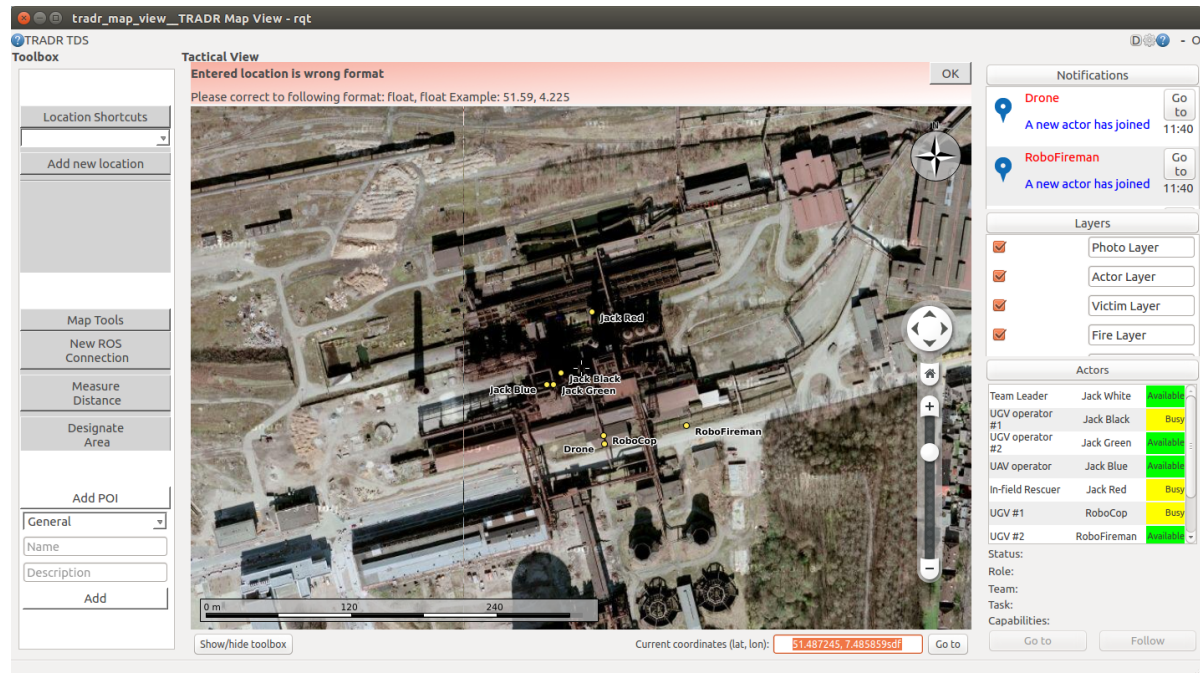 tradr_map_view__TRADR Map View - rqt
TRADR TDS
D
?
- O
Toolbox
Location Shortcuts
Add new location
Map Tools
New ROS
Connection
Measure
Distance
Designate
Area
Add POI
General
Name
Description
Add
Tactical View
Entered location is wrong format
OK
Please correct to following format: float, float Example: 51.59, 4.225
N
Jack Red
Jack Black
Jack Blue
Jack Green
RoboFireman
RoboCop
Drone
0 m
120
240
Show/hide toolbox
Current coordinates (lat, lon):
51.487245, 7.485859sdf
Go to
Notifications
Drone
A new actor has joined
Go
to
11:40
RoboFireman
A new actor has joined
Go
to
11:40
Layers
Photo Layer
Actor Layer
Victim Layer
Fire Layer
Actors
Team Leader Jack White Available
UGV operator
#1 Jack Black Busy
UGV operator
#2 Jack Green Available
UAV operator Jack Blue Available
In-field Rescuer Jack Red Busy
UGV #1 RoboCop Busy
UGV #2 RoboFireman Available
Status:
Role:
Team:
Task:
Capabilities:
Go to
Follow